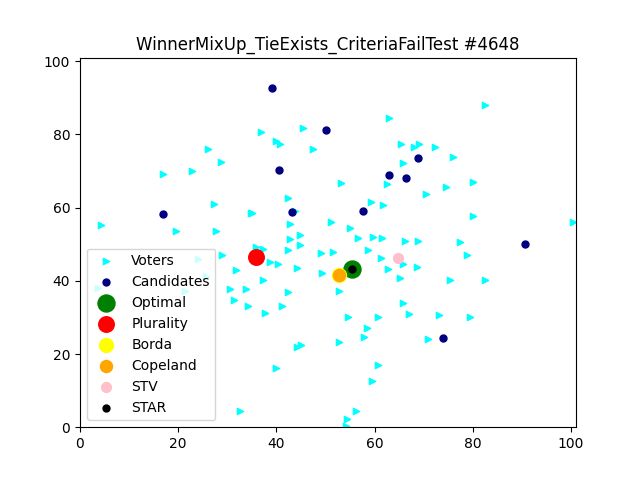 WinnerMixUp_TieExists_CriteriaFailTest #4648
100
80
60
40
20
0
Voters
Candidates
Optimal
Plurality
Borda
Copeland
STV
STAR
0 20 40 60 80 100